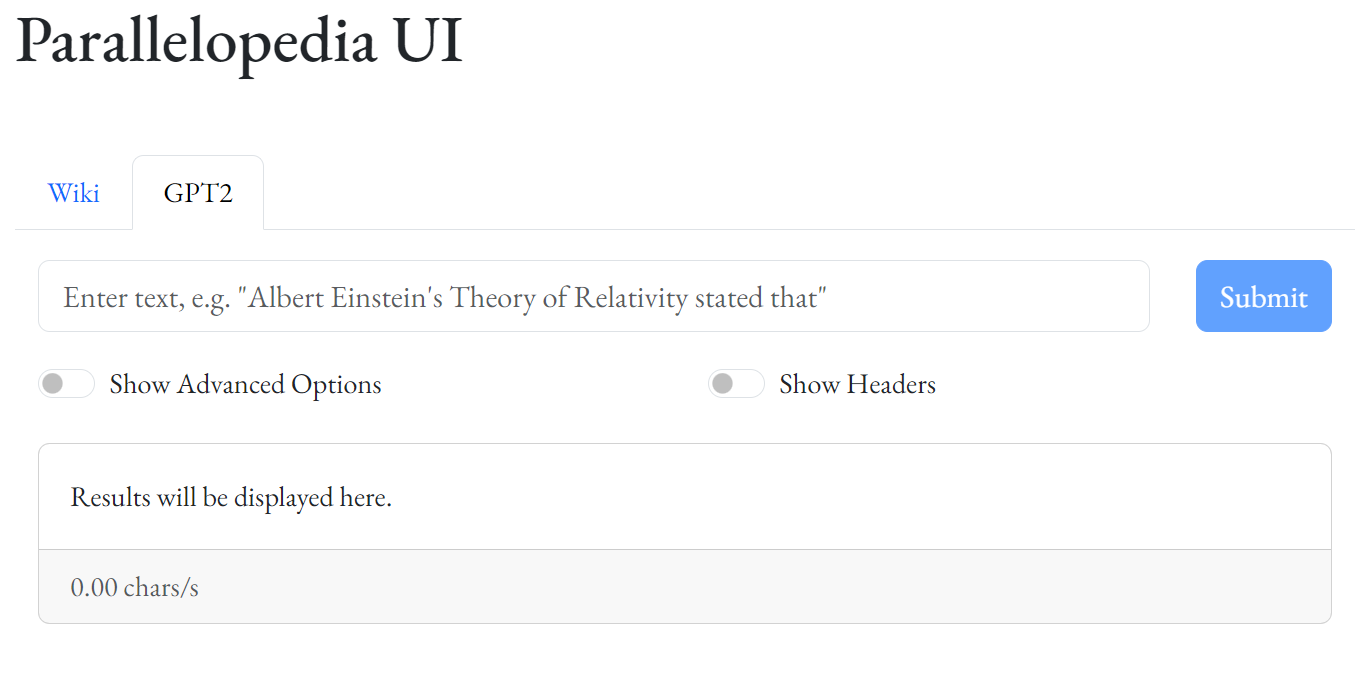 Parallelopedia UI
Wiki
GPT2
Enter text, e.g. "Albert Einstein's Theory of Relativity stated that"
Submit
Show Advanced Options
Show Headers
Results will be displayed here.
0.00 chars/s